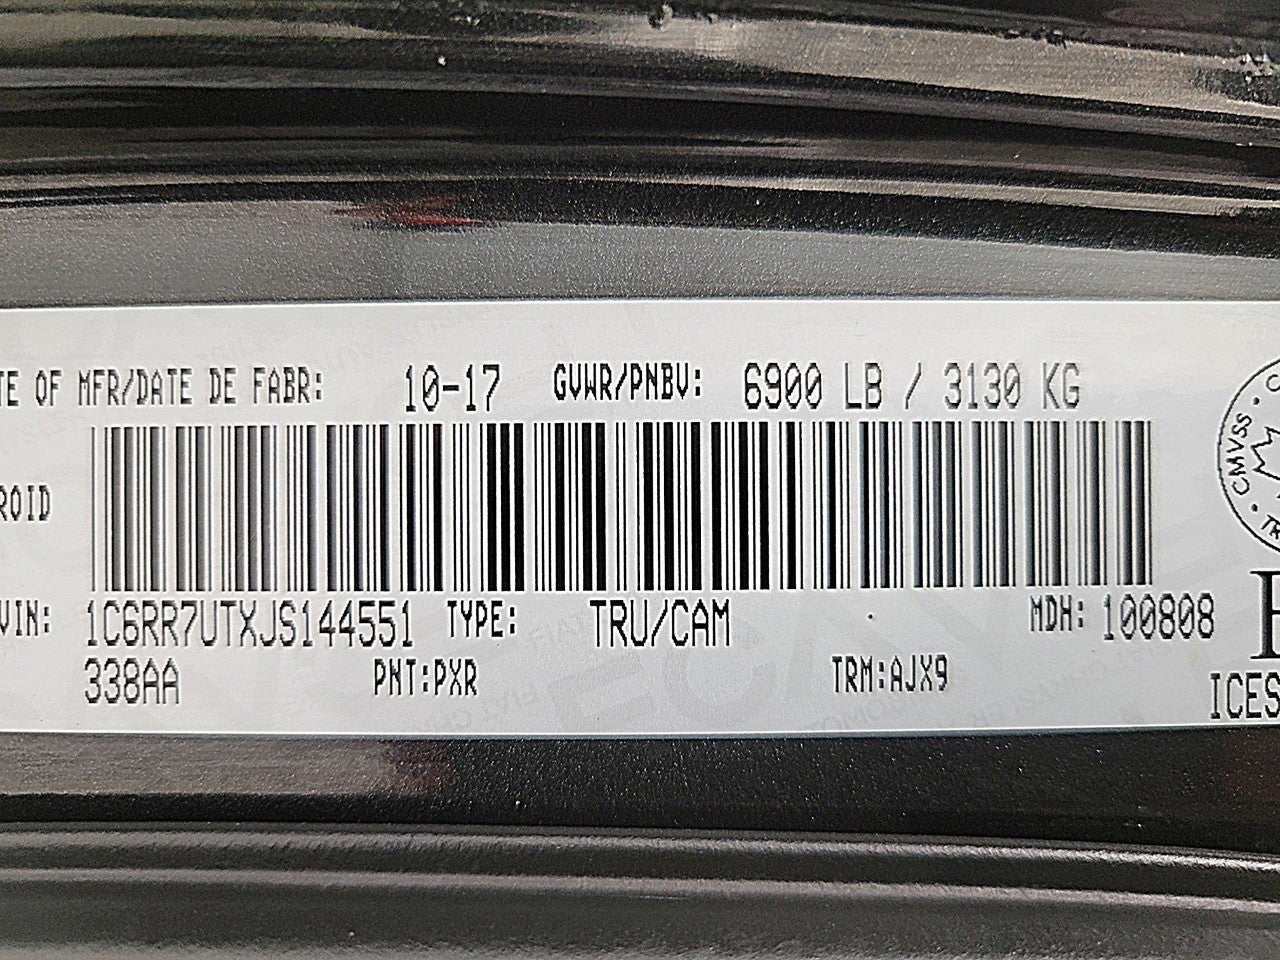 TE OF MFR/DATE DE FABR: 10-17 GVWR/PNBV: 6900 LB / 3130 KG
CMVSS
ROID
VIN: 1C6RR7UTXJS144551 TYPE: TRU/CAM MDH: 100808
338AA PNT:PXR TRM:AJX9 ICES